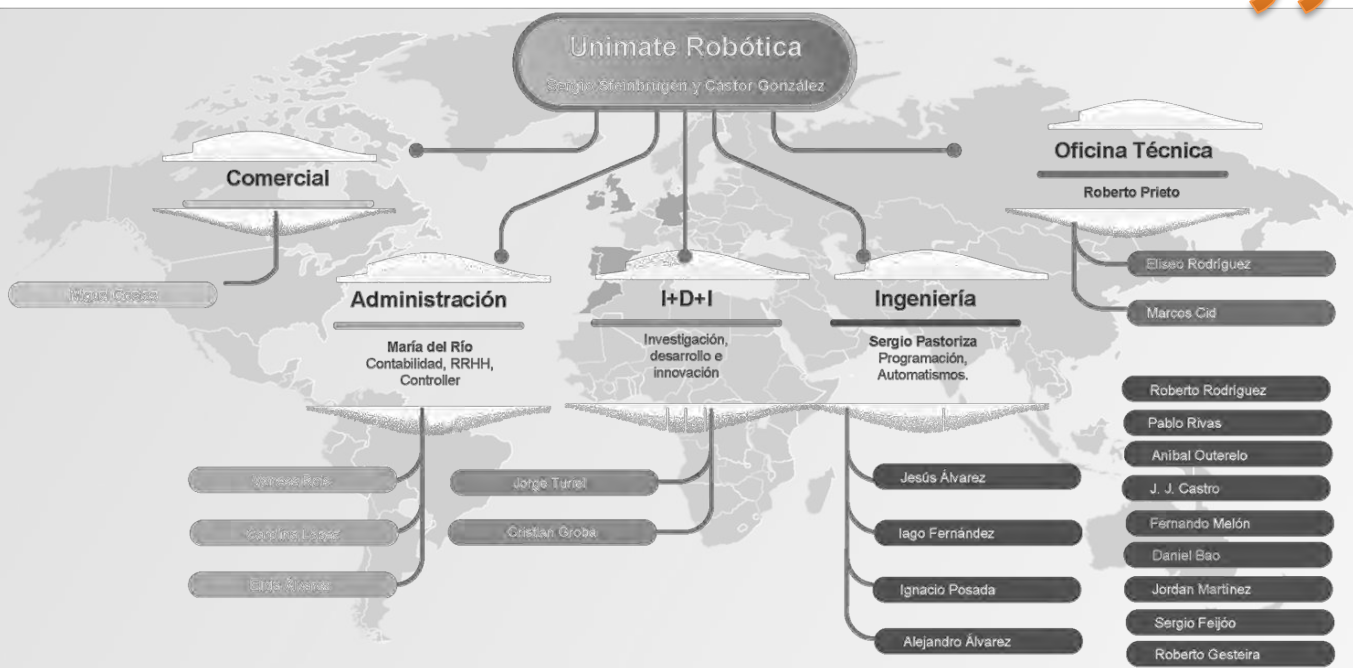 Unimate Robótica
Sergio Steinbrugen y Castor González
Comercial
Oficina Técnica
Roberto Prieto
Eliseo Rodríguez
Marcos Cid
Administración
María del Río
Contabilidad, RRHH,
Controller
I+D+I
Investigación,
desarrollo e
innovación
Jorge Turiel
Cristian Groba
Ingeniería
Sergio Pastoriza
Programación,
Automatismos.
Jesús Álvarez
Iago Fernández
Ignacio Posada
Alejandro Álvarez
Roberto Rodríguez
Pablo Rivas
Aníbal Outerelo
J. J. Castro
Fernando Melón
Daniel Bao
Jordan Martínez
Sergio Feijóo
Roberto Gesteira